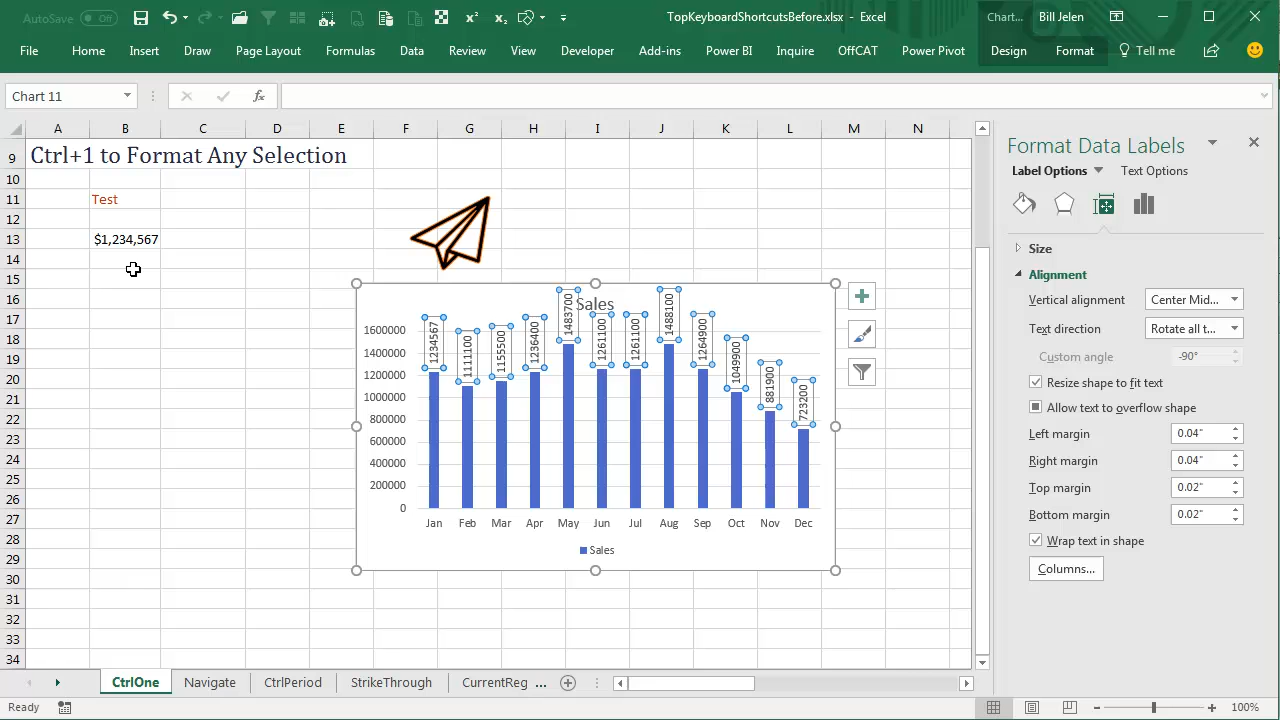 AutoSave Off
TopKeyboardShortcutsBefore.xlsx - Excel
Chart...
Bill Jelen
File Home Insert Draw Page Layout Formulas Data Review View Developer Add-ins Power BI Inquire OffCAT Power Pivot Design Format Tell me
Chart 11
fx
A B C D E F G H I J K L M N
9 Ctrl+1 to Format Any Selection
10
11 Test
12
13 $1,234,567
14
15
16
17
18
19
20
21
22
23
24
25
26
27
28
29
30
31
32
33
34
Sales
1234567 1111100 1155500 1236400 1483700 1261100 1261100 1488100 1264900 1049900 881900 723200
1600000
1400000
1200000
1000000
800000
600000
400000
200000
0
Jan Feb Mar Apr May Jun Jul Aug Sep Oct Nov Dec
Sales
Format Data Labels
Label Options Text Options
Size
Alignment
Vertical alignment Center Mid...
Text direction Rotate all t...
Custom angle -90°
Resize shape to fit text
Allow text to overflow shape
Left margin 0.04"
Right margin 0.04"
Top margin 0.02"
Bottom margin 0.02"
Wrap text in shape
Columns...
CtrlOne Navigate CtrlPeriod StrikeThrough CurrentReg ...
Ready
100%